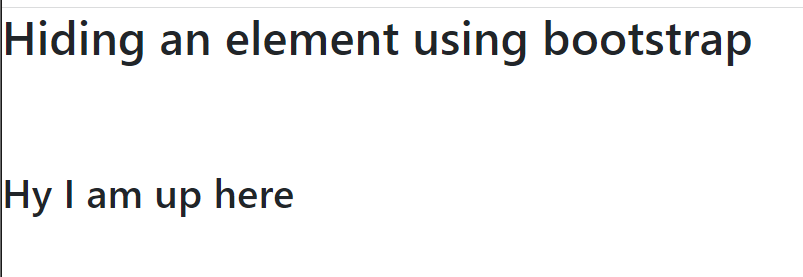 Hiding an element using bootstrap
Hy I am up here